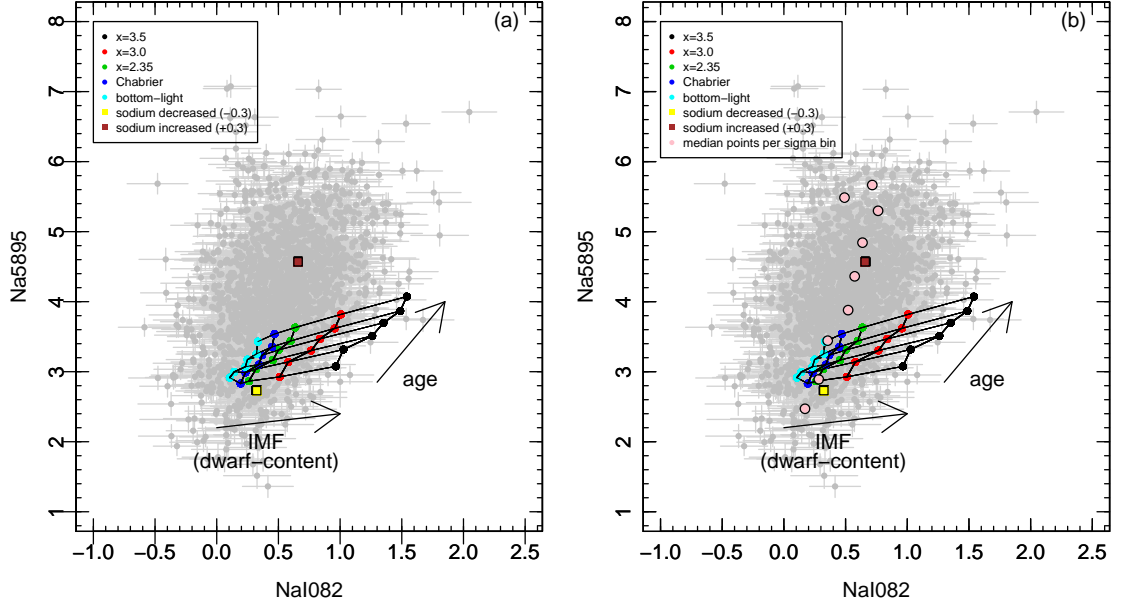 (a)
x=3.5
x=3.0
x=2.35
Chabrier
bottom−light
sodium decreased (−0.3)
sodium increased (+0.3)
8
7
6
5
4
3
2
1
Na5895
age
IMF
(dwarf−content)
−1.0 −0.5 0.0 0.5 1.0 1.5 2.0 2.5
NaI082
(b)
x=3.5
x=3.0
x=2.35
Chabrier
bottom−light
sodium decreased (−0.3)
sodium increased (+0.3)
median points per sigma bin
8
7
6
5
4
3
2
1
Na5895
age
IMF
(dwarf−content)
−1.0 −0.5 0.0 0.5 1.0 1.5 2.0 2.5
NaI082